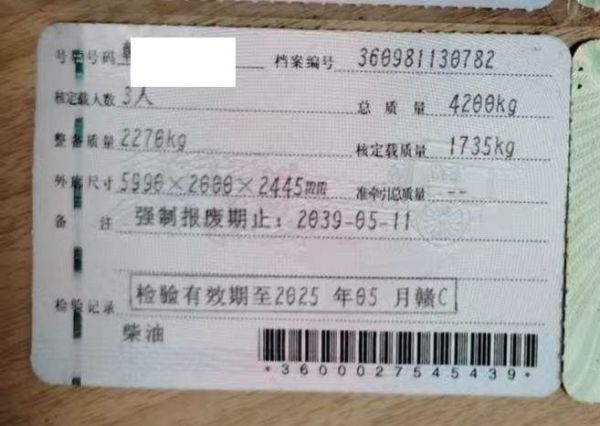 号牌号码 档案编号 360981130782
核定载人数 3人 总质量 4200kg
整备质量 2270kg 核定载质量 1735kg
外廓尺寸 5990×2000×2445㎜ 准牵引总质量 ---
备注 强制报废期止：2039-05-11
检验记录 检验有效期至2025 年05 月赣C
柴油
*3600027545439*